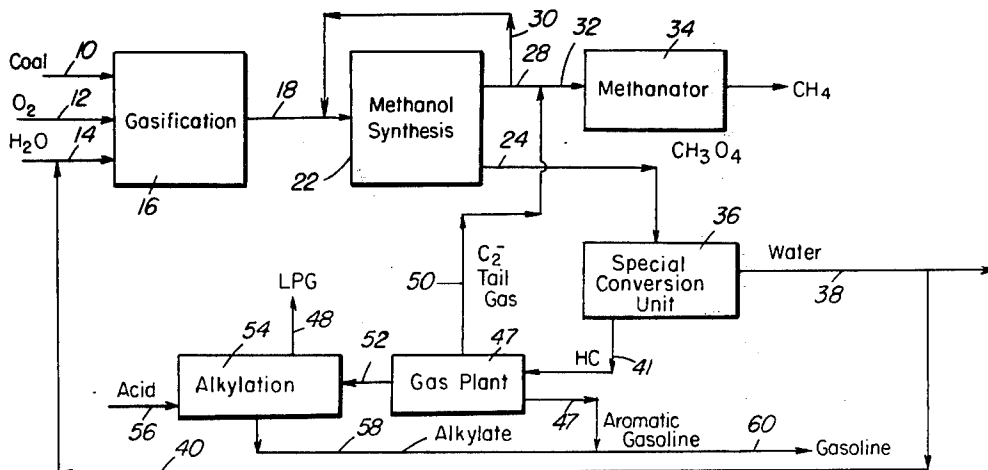 30
32
34
Coal
10
28
O₂
12
18
Methanol
Synthesis
Methanator
CH₄
H₂O
14
Gasification
24
CH₃O₄
22
16
36
C₂⁻
Tail
Gas
50
Special
Conversion
Unit
Water
38
LPG
48
54
52
47
HC
41
Acid
56
Alkylation
Gas Plant
47
Aromatic
Gasoline
58
Alkylate
60
Gasoline
40